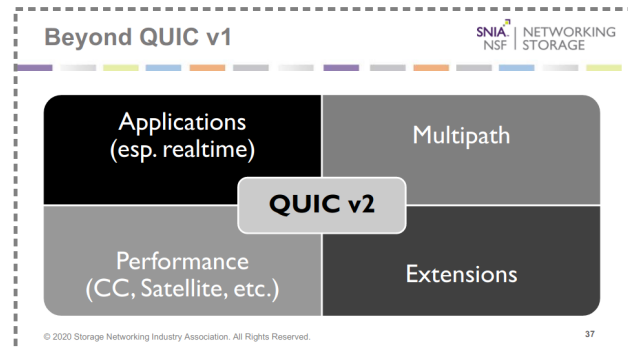 Beyond QUIC v1
SNIA. | NETWORKING
NSF | STORAGE
Applications
(esp. realtime)
Multipath
QUIC v2
Performance
(CC, Satellite, etc.)
Extensions
© 2020 Storage Networking Industry Association. All Rights Reserved.
37